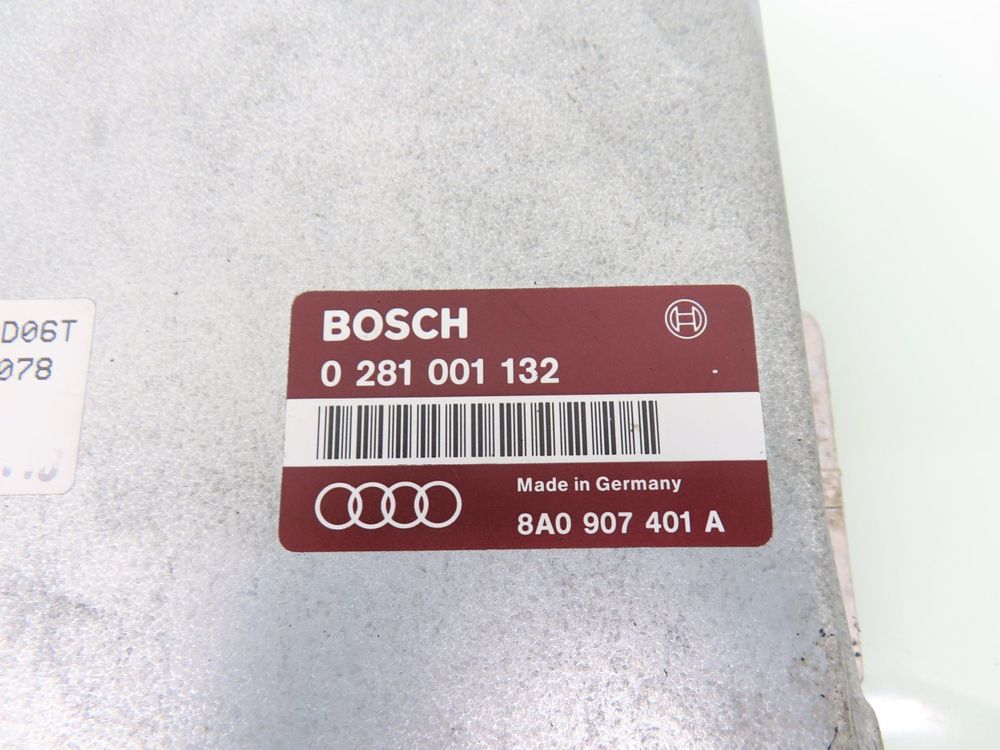 BOSCH
0 281 001 132
Made in Germany
8A0 907 401 A
D06T
078